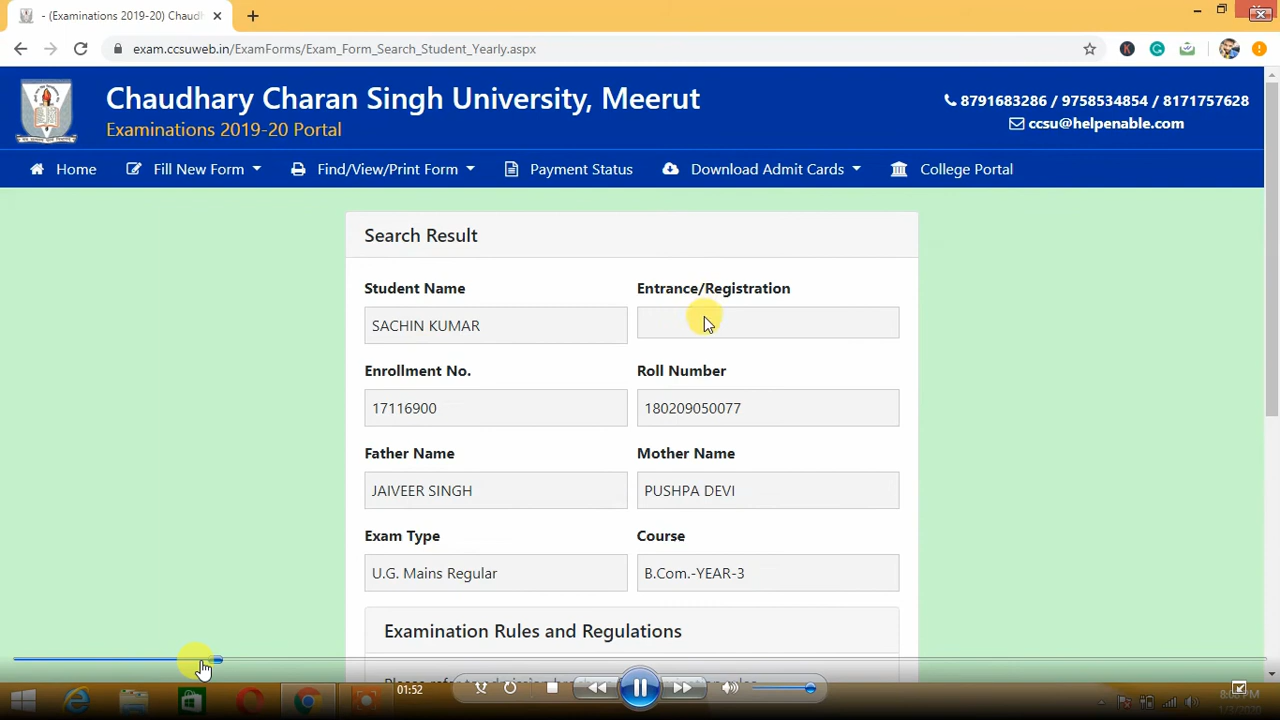 - (Examinations 2019-20) Chaud
exam.ccsuweb.in/ExamForms/Exam_Form_Search_Student_Yearly.aspx
Chaudhary Charan Singh University, Meerut
8791683286 / 9758534854 / 8171757628
Examinations 2019-20 Portal
ccsu@helpenable.com
Home Fill New Form Find/View/Print Form Payment Status Download Admit Cards College Portal
Search Result
Student Name Entrance/Registration
SACHIN KUMAR
Enrollment No. Roll Number
17116900 180209050077
Father Name Mother Name
JAIVEER SINGH PUSHPA DEVI
Exam Type Course
U.G. Mains Regular B.Com.-YEAR-3
Examination Rules and Regulations
01:52